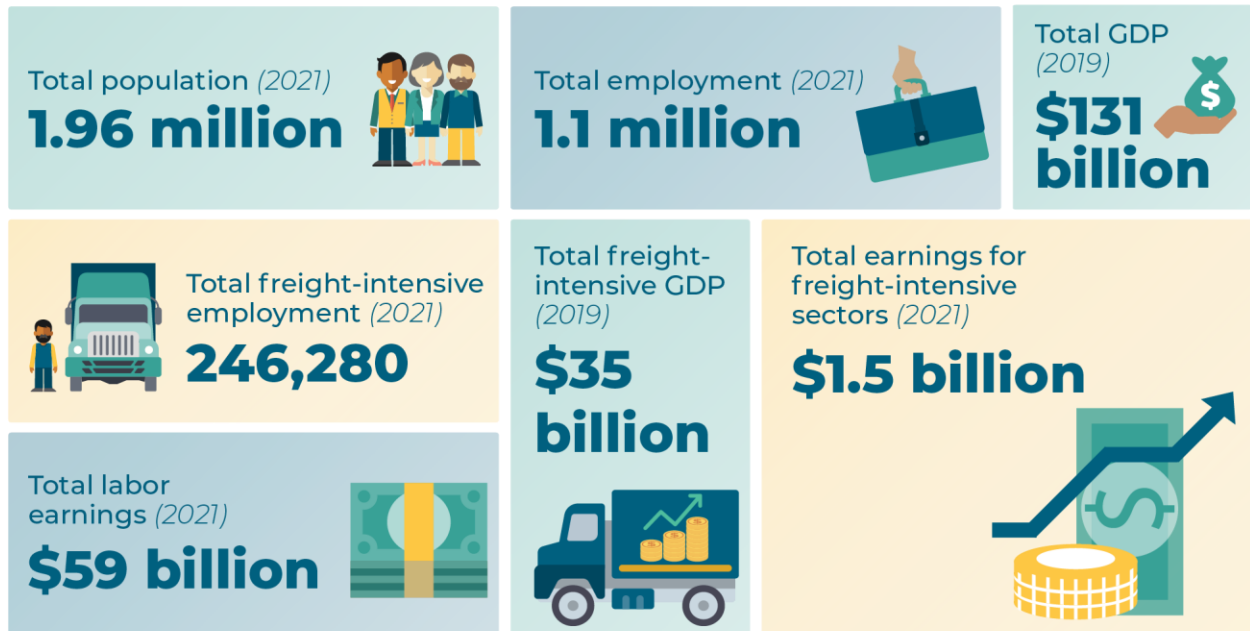 Total population (2021)
1.96 million
Total employment (2021)
1.1 million
Total GDP
(2019)
$131
billion
$
Total freight-intensive
employment (2021)
246,280
Total freight-
intensive GDP
(2019)
$35
billion
Total earnings for
freight-intensive
sectors (2021)
$1.5 billion
$
Total labor
earnings (2021)
$59 billion